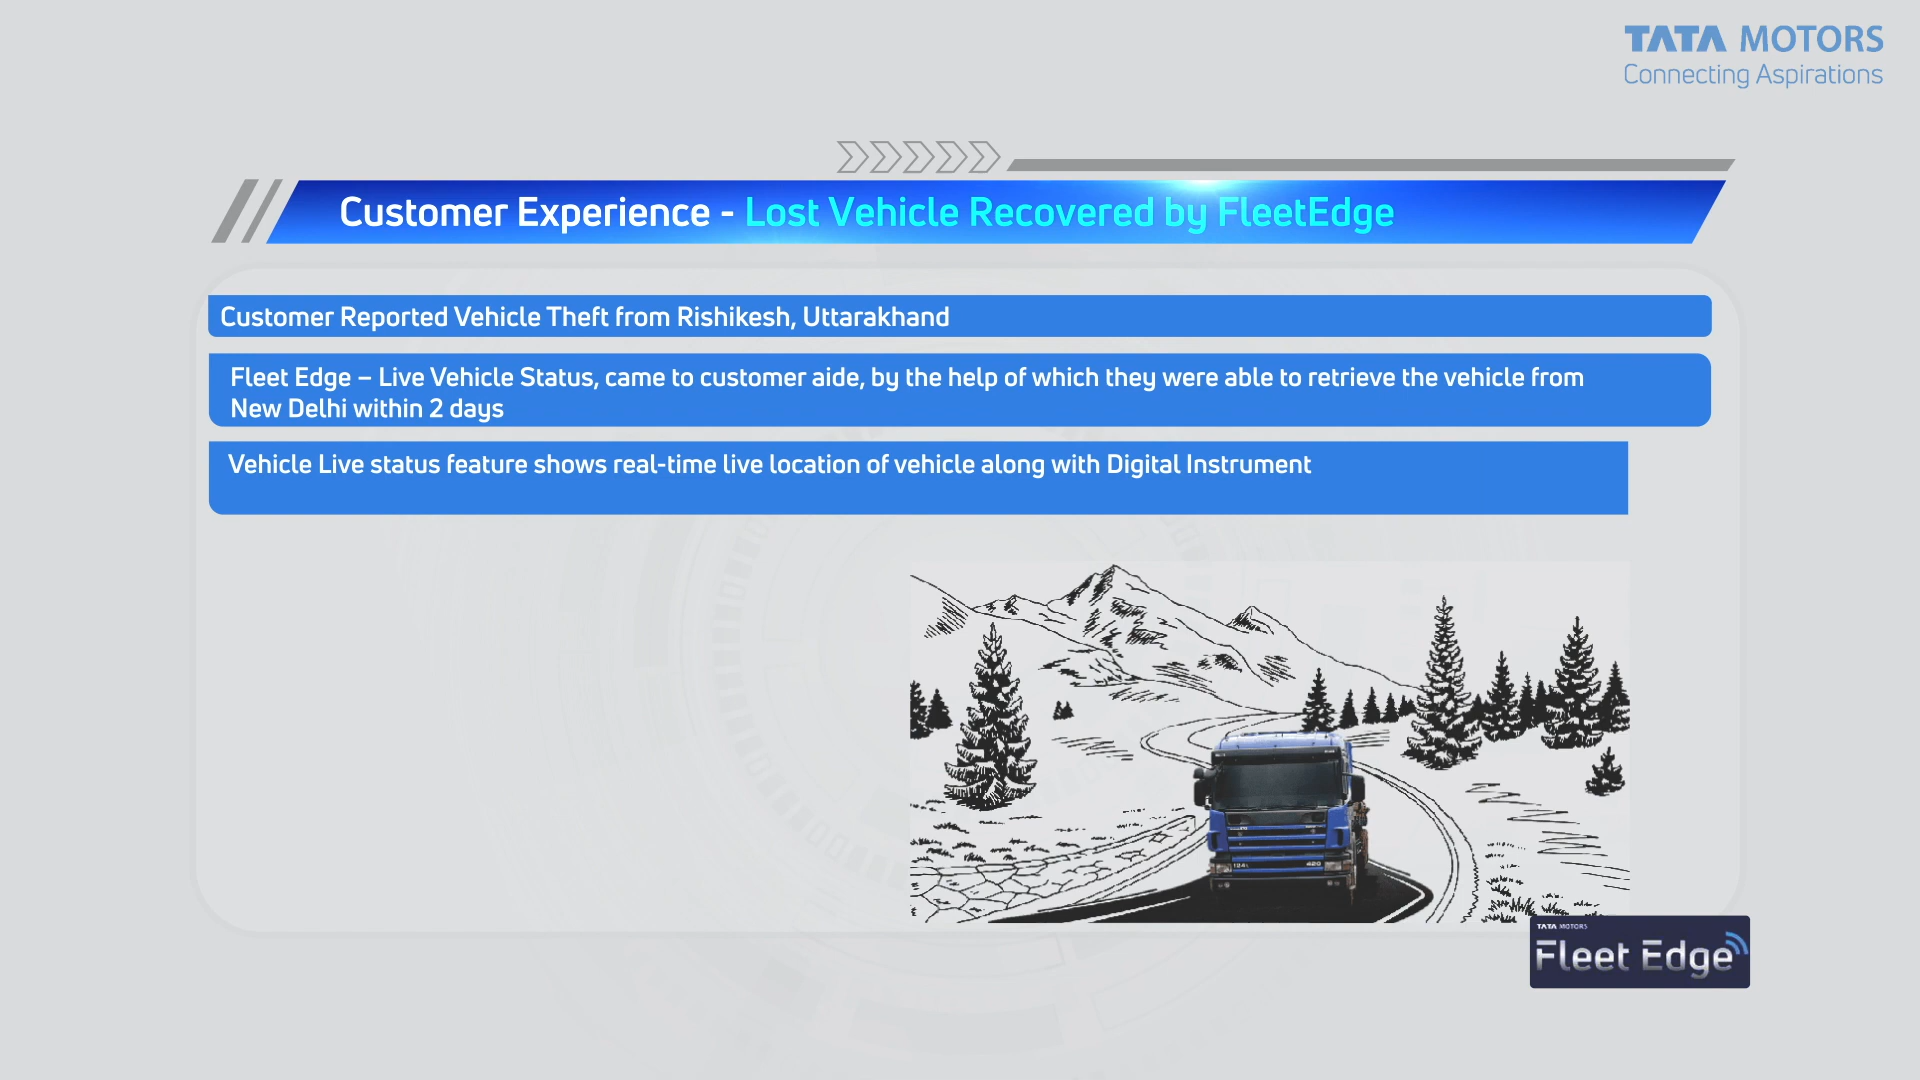 TATA MOTORS
Connecting Aspirations
Customer Experience - Lost Vehicle Recovered by FleetEdge
Customer Reported Vehicle Theft from Rishikesh, Uttarakhand
Fleet Edge – Live Vehicle Status, came to customer aide, by the help of which they were able to retrieve the vehicle from
New Delhi within 2 days
Vehicle Live status feature shows real-time live location of vehicle along with Digital Instrument
TATA MOTORS
Fleet Edge